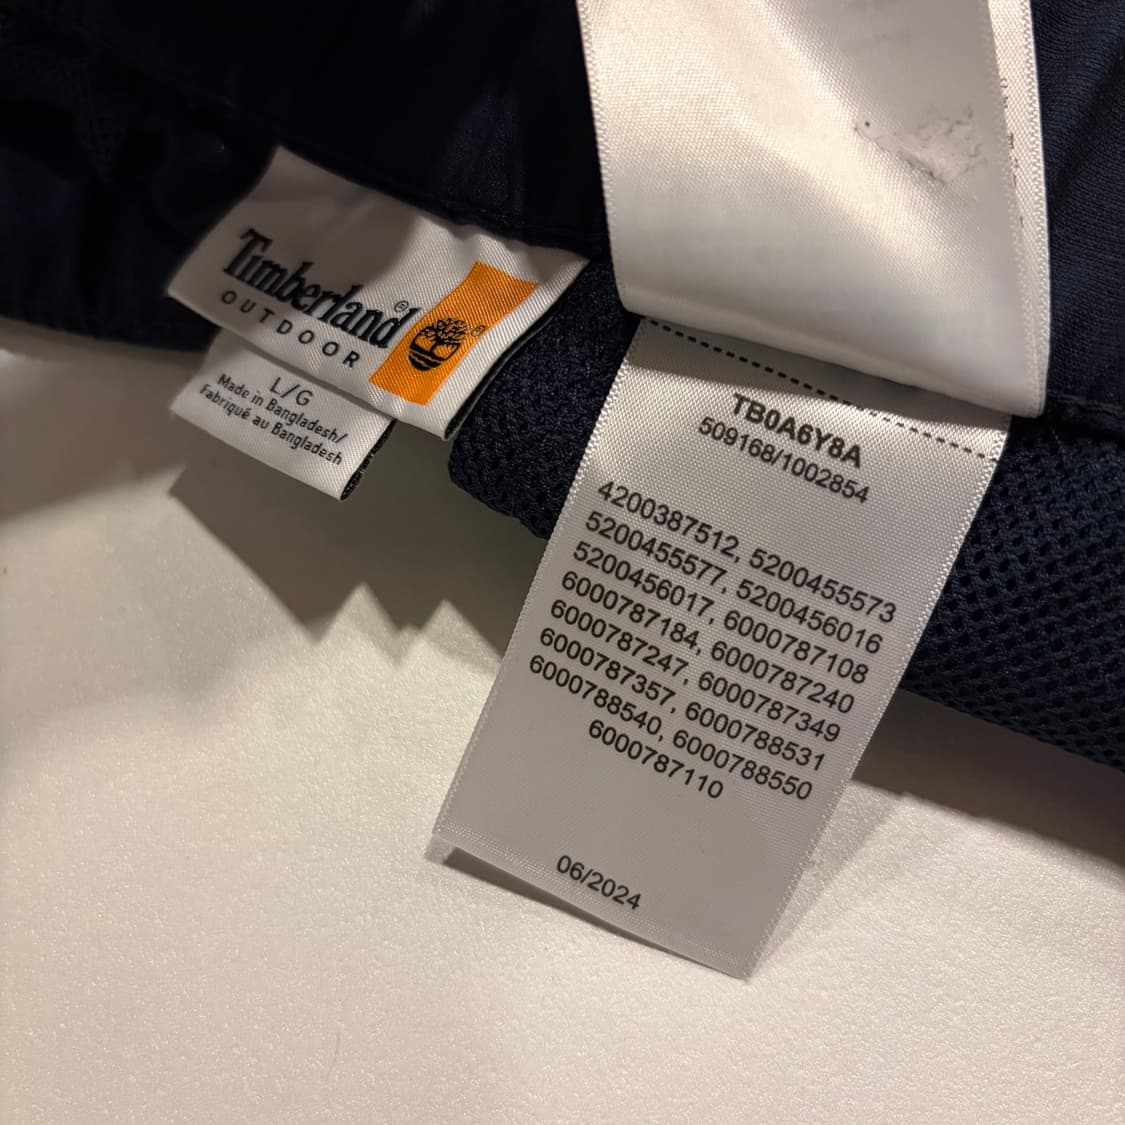 Timberland®
OUTDOOR
®
L/G
Made in Bangladesh/
Fabriqué au Bangladesh
TB0A6Y8A
509168/1002854
4200387512, 5200455573
5200455577, 5200456016
5200456017, 6000787108
6000787184, 6000787240
6000787247, 6000787349
6000787357, 6000788531
6000788540, 6000788550
6000787110
06/2024